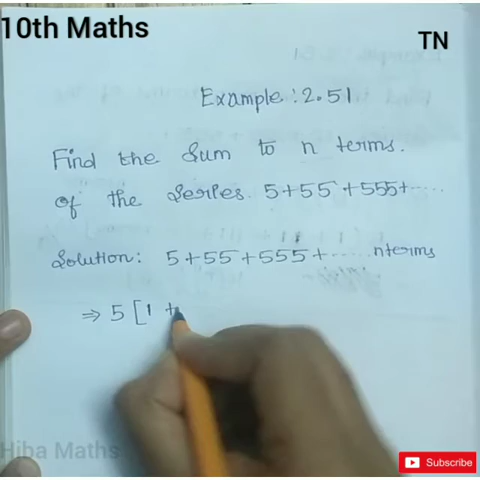 10th Maths
TN
Example: 2.51
Find the Sum to n terms.
of the Series 5+55+555+.....
Solution: 5+55+555+..... nterms
⇒ 5 [1 +
Hiba Maths
Subscribe